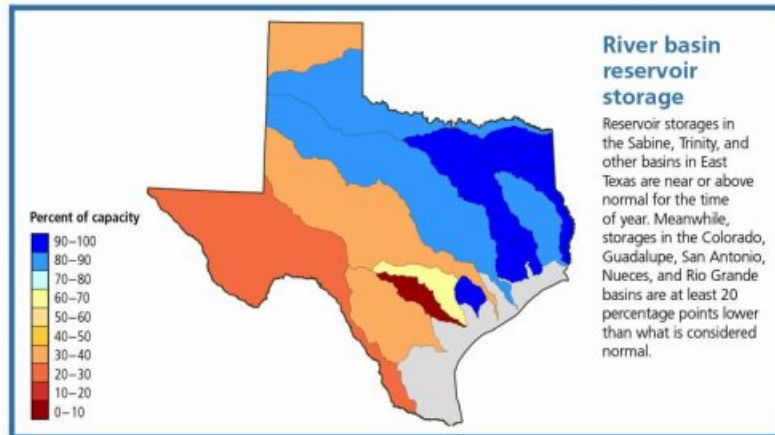 River basin
reservoir
storage
Reservoir storages in
the Sabine, Trinity, and
other basins in East
Texas are near or above
normal for the time
of year. Meanwhile,
storages in the Colorado,
Guadalupe, San Antonio,
Nueces, and Rio Grande
basins are at least 20
percentage points lower
than what is considered
normal.
Percent of capacity
90–100
80–90
70–80
60–70
50–60
40–50
30–40
20–30
10–20
0–10